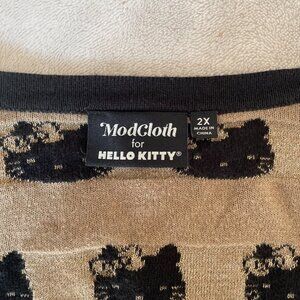 ModCloth
for
HELLO KITTY®
2X
MADE IN
CHINA